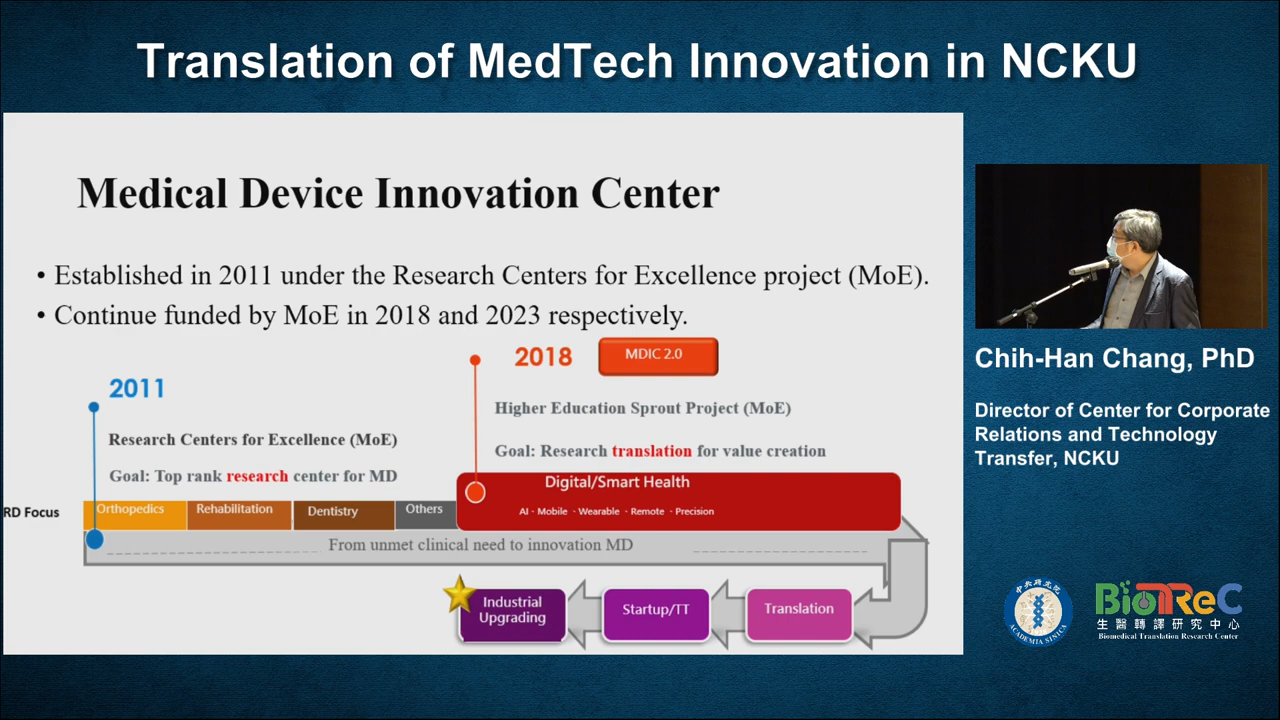 Translation of MedTech Innovation in NCKU
Medical Device Innovation Center
• Established in 2011 under the Research Centers for Excellence project (MoE).
• Continue funded by MoE in 2018 and 2023 respectively.
2011
Research Centers for Excellence (MoE)
Goal: Top rank research center for MD
2018
MDIC 2.0
Higher Education Sprout Project (MoE)
Goal: Research translation for value creation
RD Focus
Orthopedics
Rehabilitation
Dentistry
Others
Digital/Smart Health
AI · Mobile · Wearable · Remote · Precision
From unmet clinical need to innovation MD
Industrial
Upgrading
Startup/TT
Translation
Chih-Han Chang, PhD
Director of Center for Corporate
Relations and Technology
Transfer, NCKU
中央研究院
ACADEMIA SINICA
BioTReC
生醫轉譯研究中心
Biomedical Translation Research Center